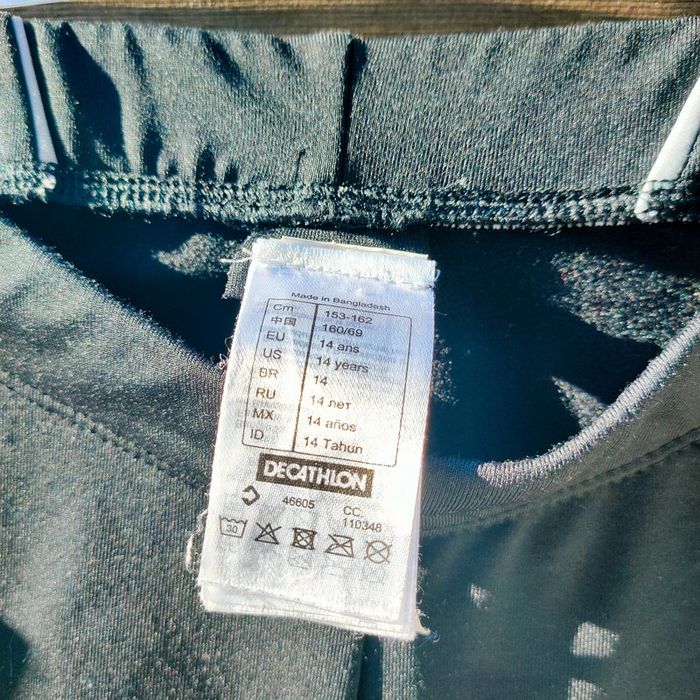 Made in Bangladesh
Cm 153-162
中国 160/69
EU 14 ans
US 14 years
BR 14
RU 14 лет
MX 14 años
ID 14 Tahun
DECATHLON
46605 CC.
110348
30